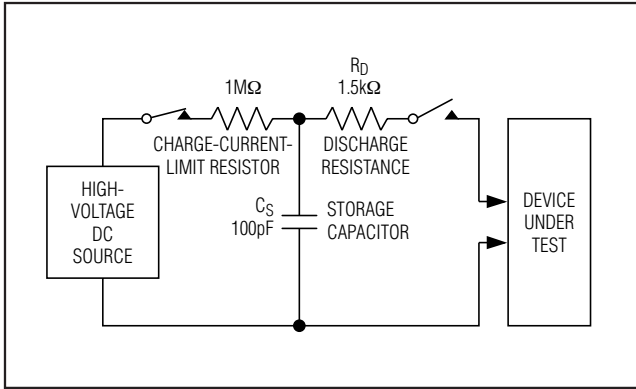 R_D
1MΩ
1.5kΩ
CHARGE-CURRENT-
LIMIT RESISTOR
DISCHARGE
RESISTANCE
HIGH-
VOLTAGE
DC
SOURCE
C_S
100pF
STORAGE
CAPACITOR
DEVICE
UNDER
TEST